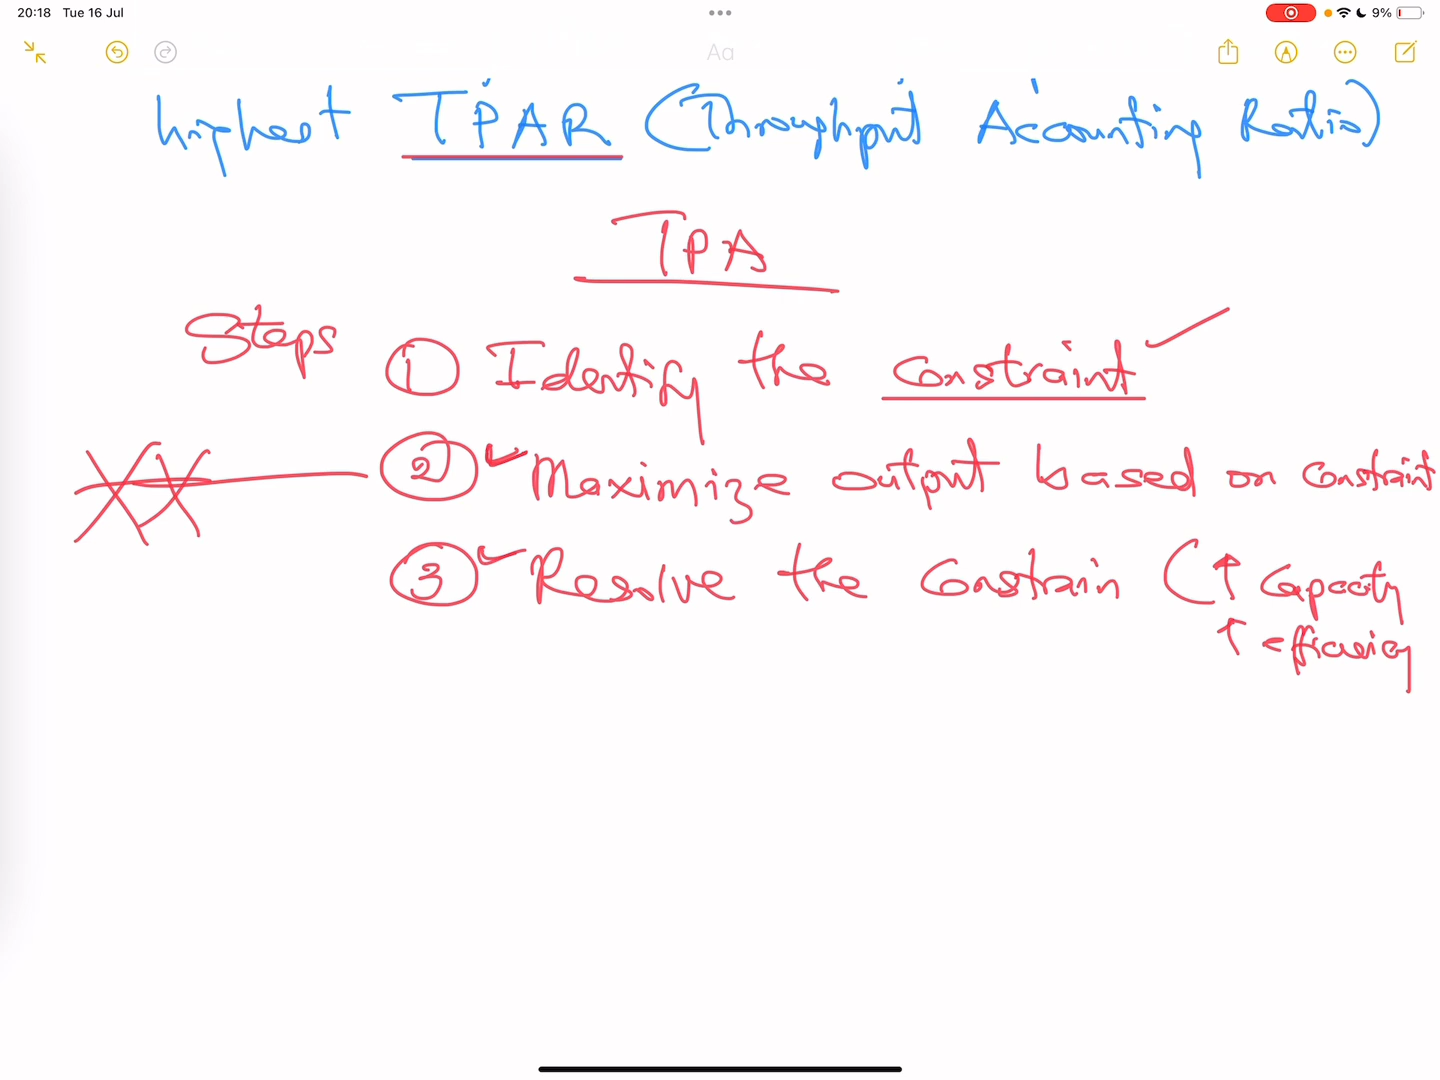 20:18 Tue 16 Jul 9%
Aa
highest TPAR (Throughput Accounting Ratio)
TPA
Steps ① Identify the constraint
② Maximize output based on constraint
③ Resolve the constrain (↑ capacity
↑ efficiency